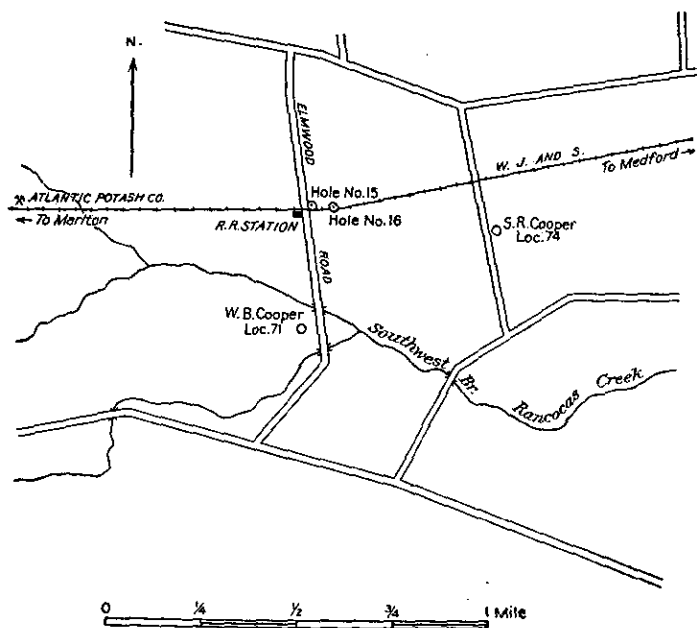 N.
ELMWOOD
ROAD
W. J. AND S.
To Medford
ATLANTIC POTASH CO.
To Marlton
Hole No.15
Hole No.16
R.R.STATION
S.R.Cooper
Loc.74
W.B.Cooper
Loc.71
Southwest Br. Rancocas Creek
0 1/4 1/2 3/4 1 Mile